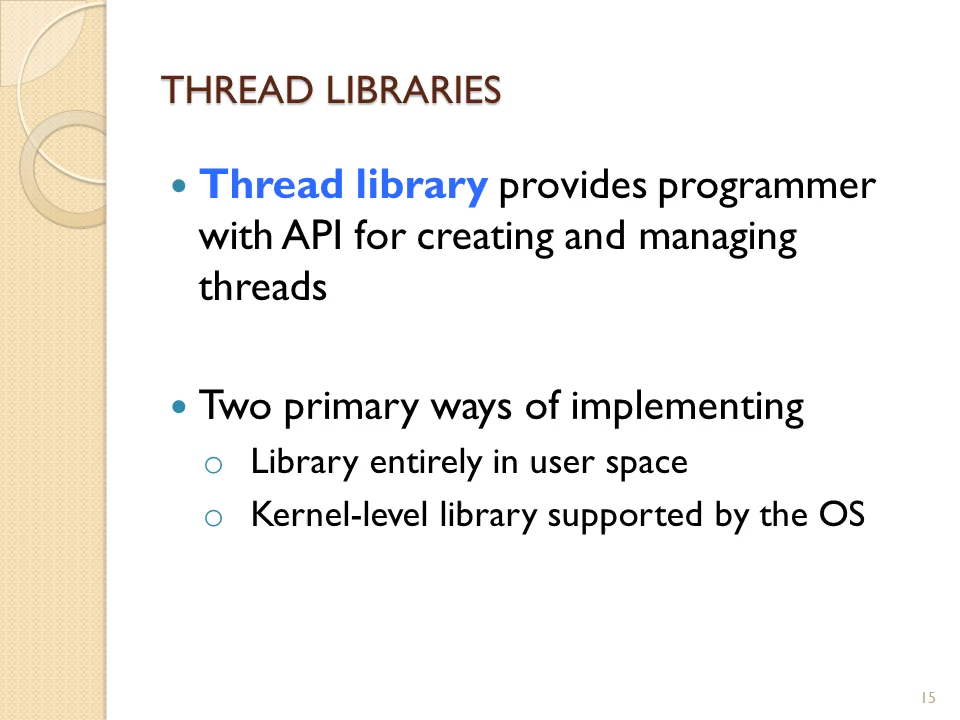 THREAD LIBRARIES
• Thread library provides programmer
with API for creating and managing
threads
• Two primary ways of implementing
o Library entirely in user space
o Kernel-level library supported by the OS
15